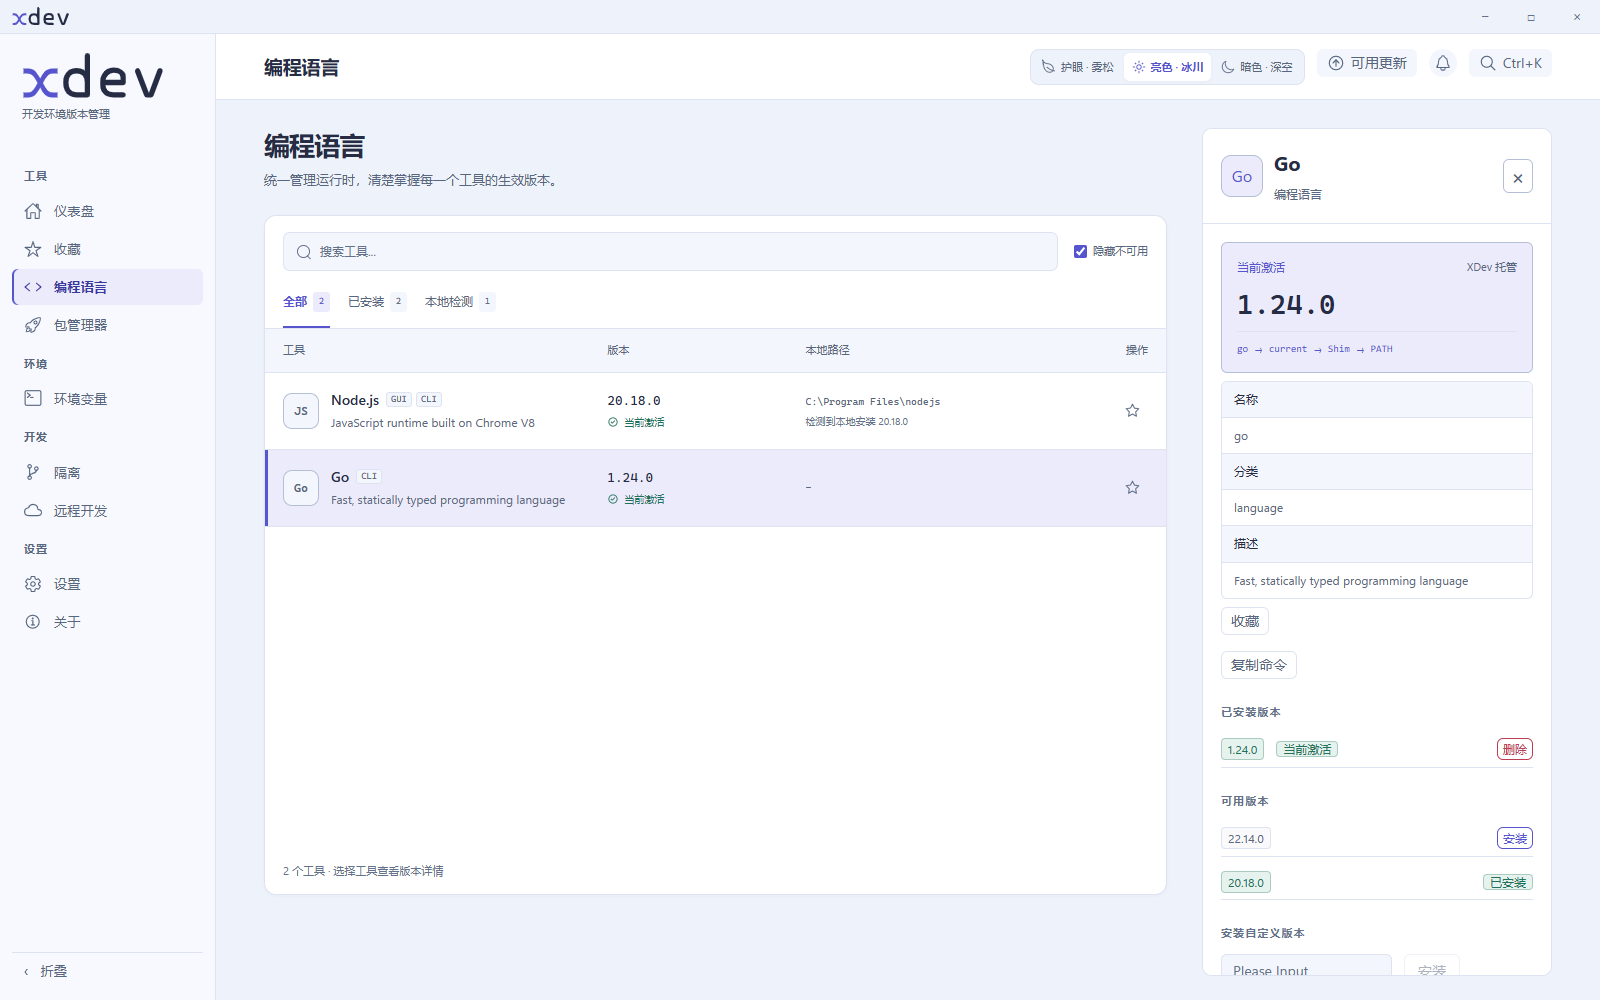 xdev
xdev
开发环境版本管理
工具
仪表盘
收藏
编程语言
包管理器
环境
环境变量
开发
隔离
远程开发
设置
设置
关于
折叠
编程语言
护眼 · 雾松
亮色 · 冰川
暗色 · 深空
可用更新
Ctrl+K
编程语言
统一管理运行时，清楚掌握每一个工具的生效版本。
搜索工具...
隐藏不可用
全部 2
已安装 2
本地检测 1
工具 版本 本地路径 操作
JS
Node.js GUI CLI
JavaScript runtime built on Chrome V8
20.18.0
当前激活
C:\Program Files\nodejs
检测到本地安装 20.18.0
Go
Go CLI
Fast, statically typed programming language
1.24.0
当前激活
–
2 个工具 · 选择工具查看版本详情
Go
Go
编程语言
当前激活 XDev 托管
1.24.0
go → current → Shim → PATH
名称
go
分类
language
描述
Fast, statically typed programming language
收藏
复制命令
已安装版本
1.24.0 当前激活 删除
可用版本
22.14.0 安装
20.18.0 已安装
安装自定义版本
Please Input 安装